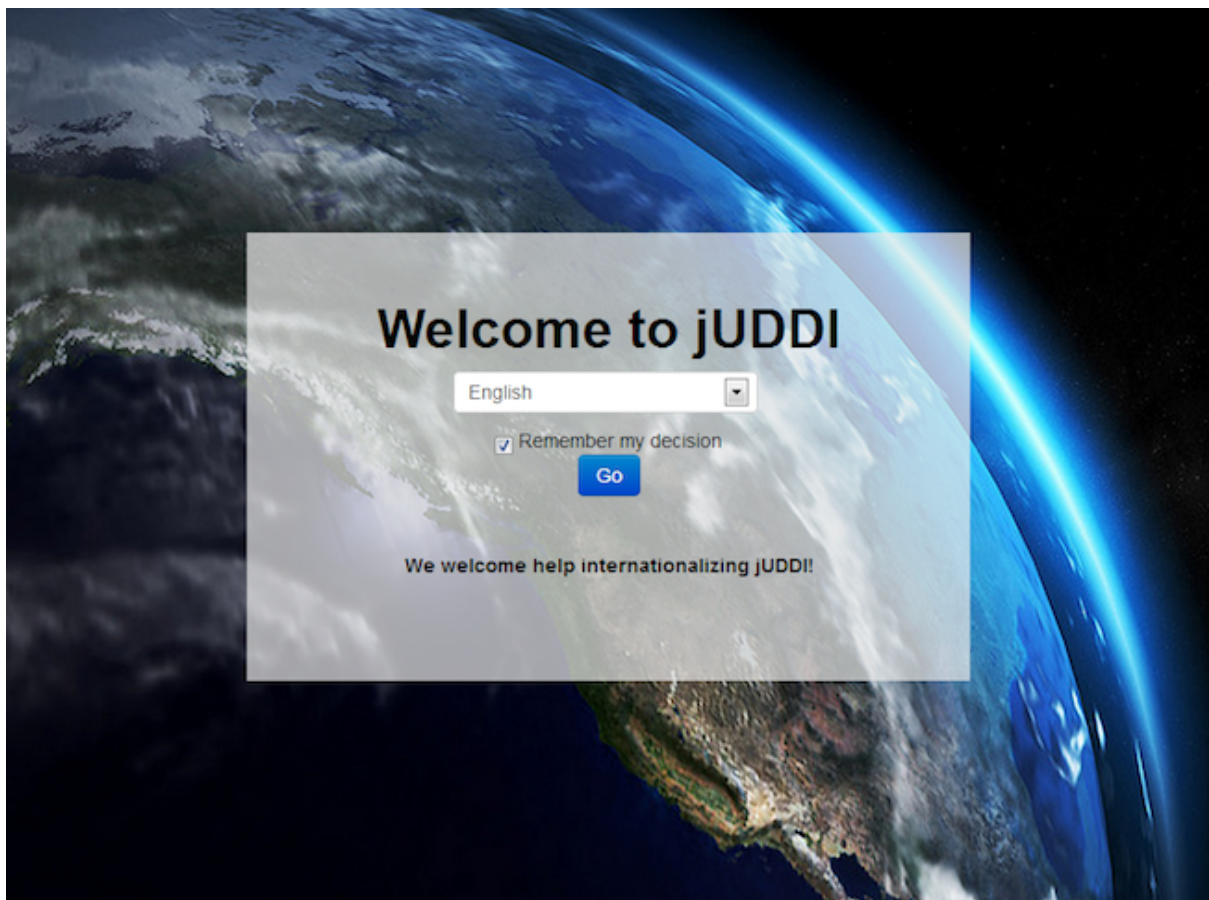 Welcome to jUDDI
English
Remember my decision
Go
We welcome help internationalizing jUDDI!